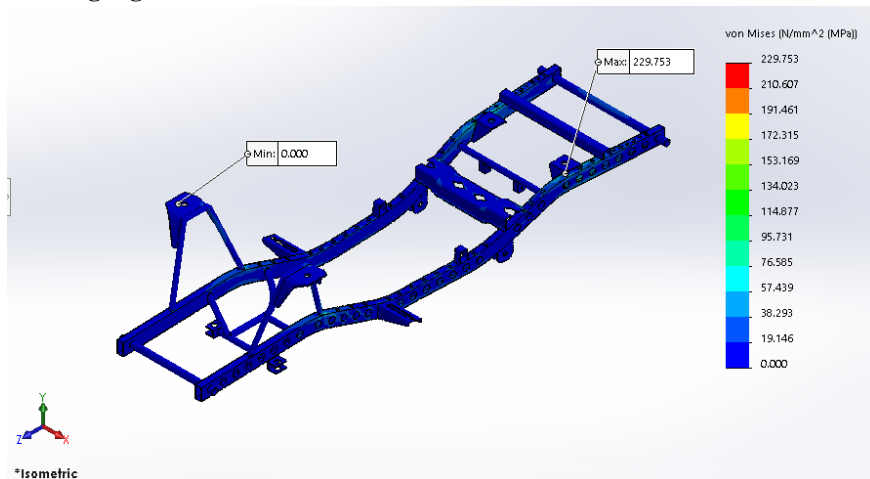 von Mises (N/mm^2 (MPa))
229.753
210.607
191.461
172.315
153.169
134.023
114.877
95.731
76.585
57.439
38.293
19.146
0.000
Max: 229.753
Min: 0.000
Y
Z
X
*Isometric